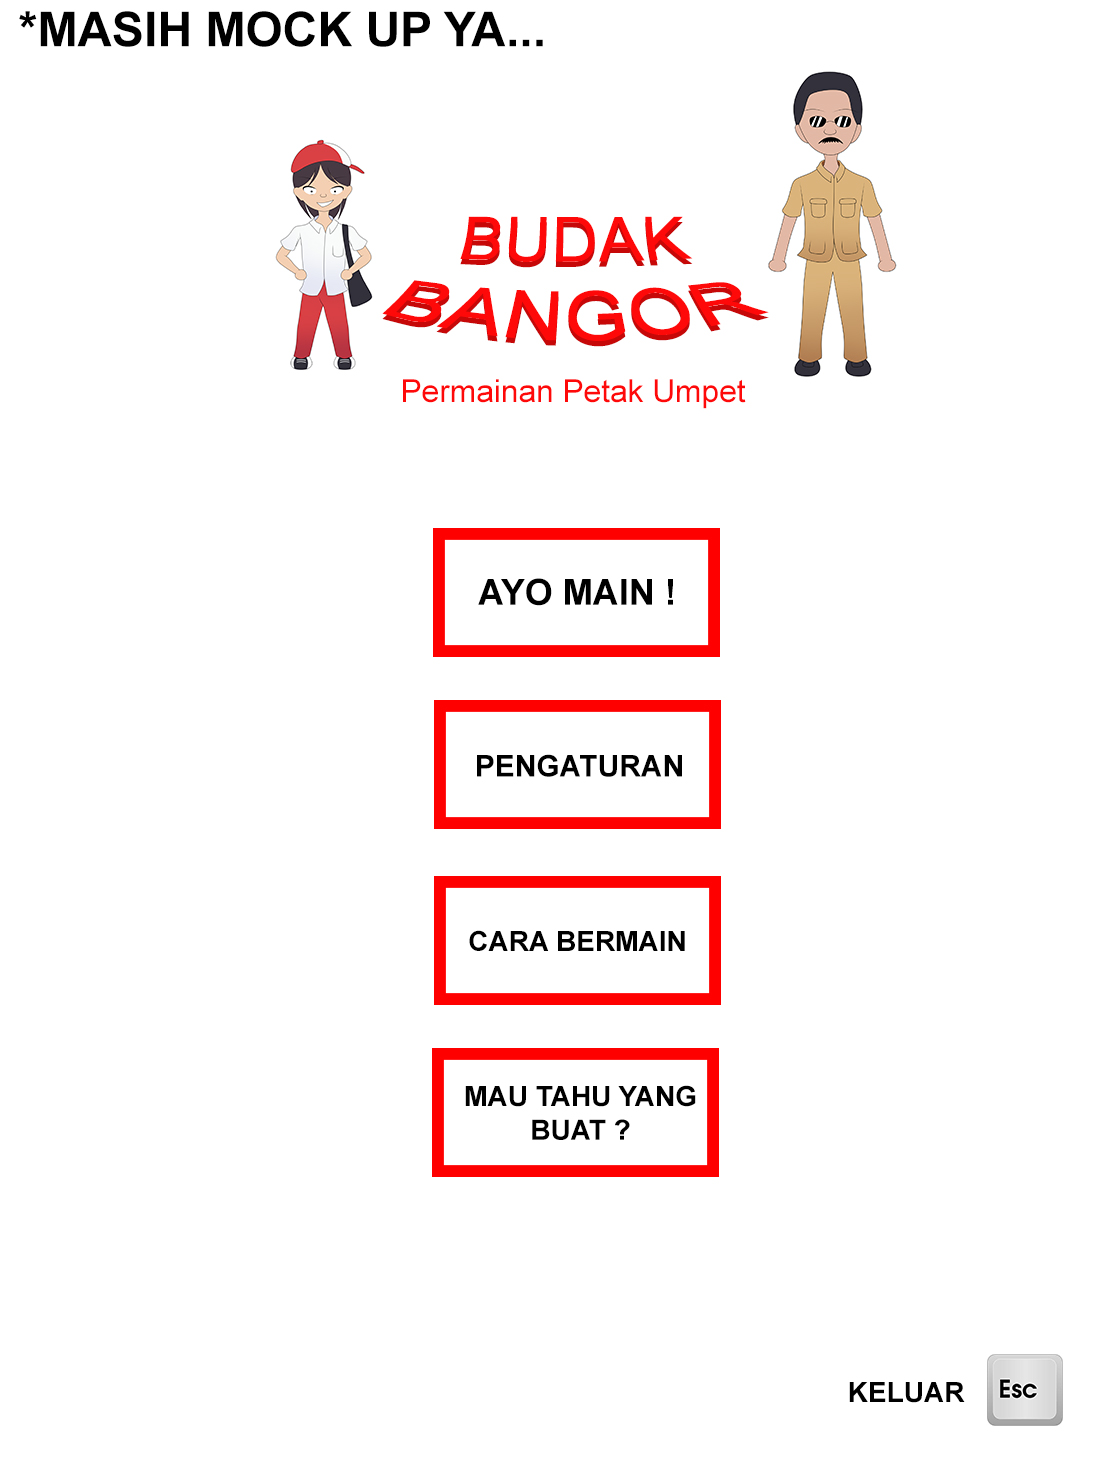 *MASIH MOCK UP YA...
BUDAK
BANGOR
Permainan Petak Umpet
AYO MAIN !
PENGATURAN
CARA BERMAIN
MAU TAHU YANG
BUAT ?
KELUAR Esc